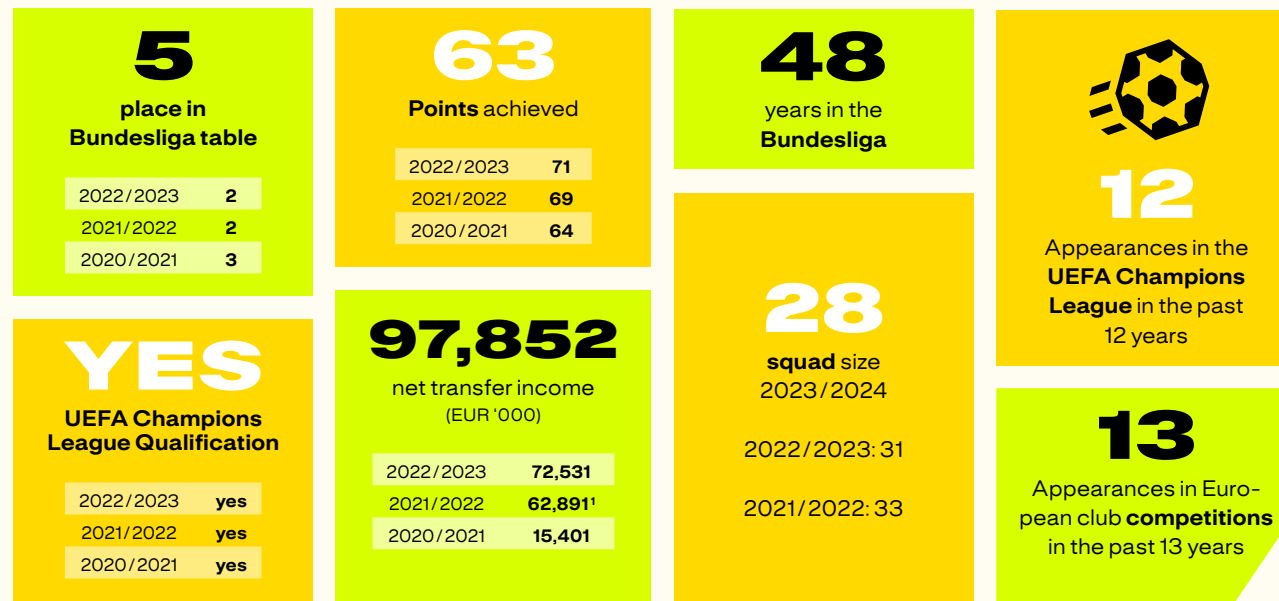 5
place in
Bundesliga table
2022/2023 2
2021/2022 2
2020/2021 3
YES
UEFA Champions
League Qualification
2022/2023 yes
2021/2022 yes
2020/2021 yes
63
Points achieved
2022/2023 71
2021/2022 69
2020/2021 64
97,852
net transfer income
(EUR ‘000)
2022/2023 72,531
2021/2022 62,891¹
2020/2021 15,401
48
years in the
Bundesliga
28
squad size
2023/2024
2022/2023: 31
2021/2022: 33
12
Appearances in the
UEFA Champions
League in the past
12 years
13
Appearances in Euro-
pean club competitions
in the past 13 years